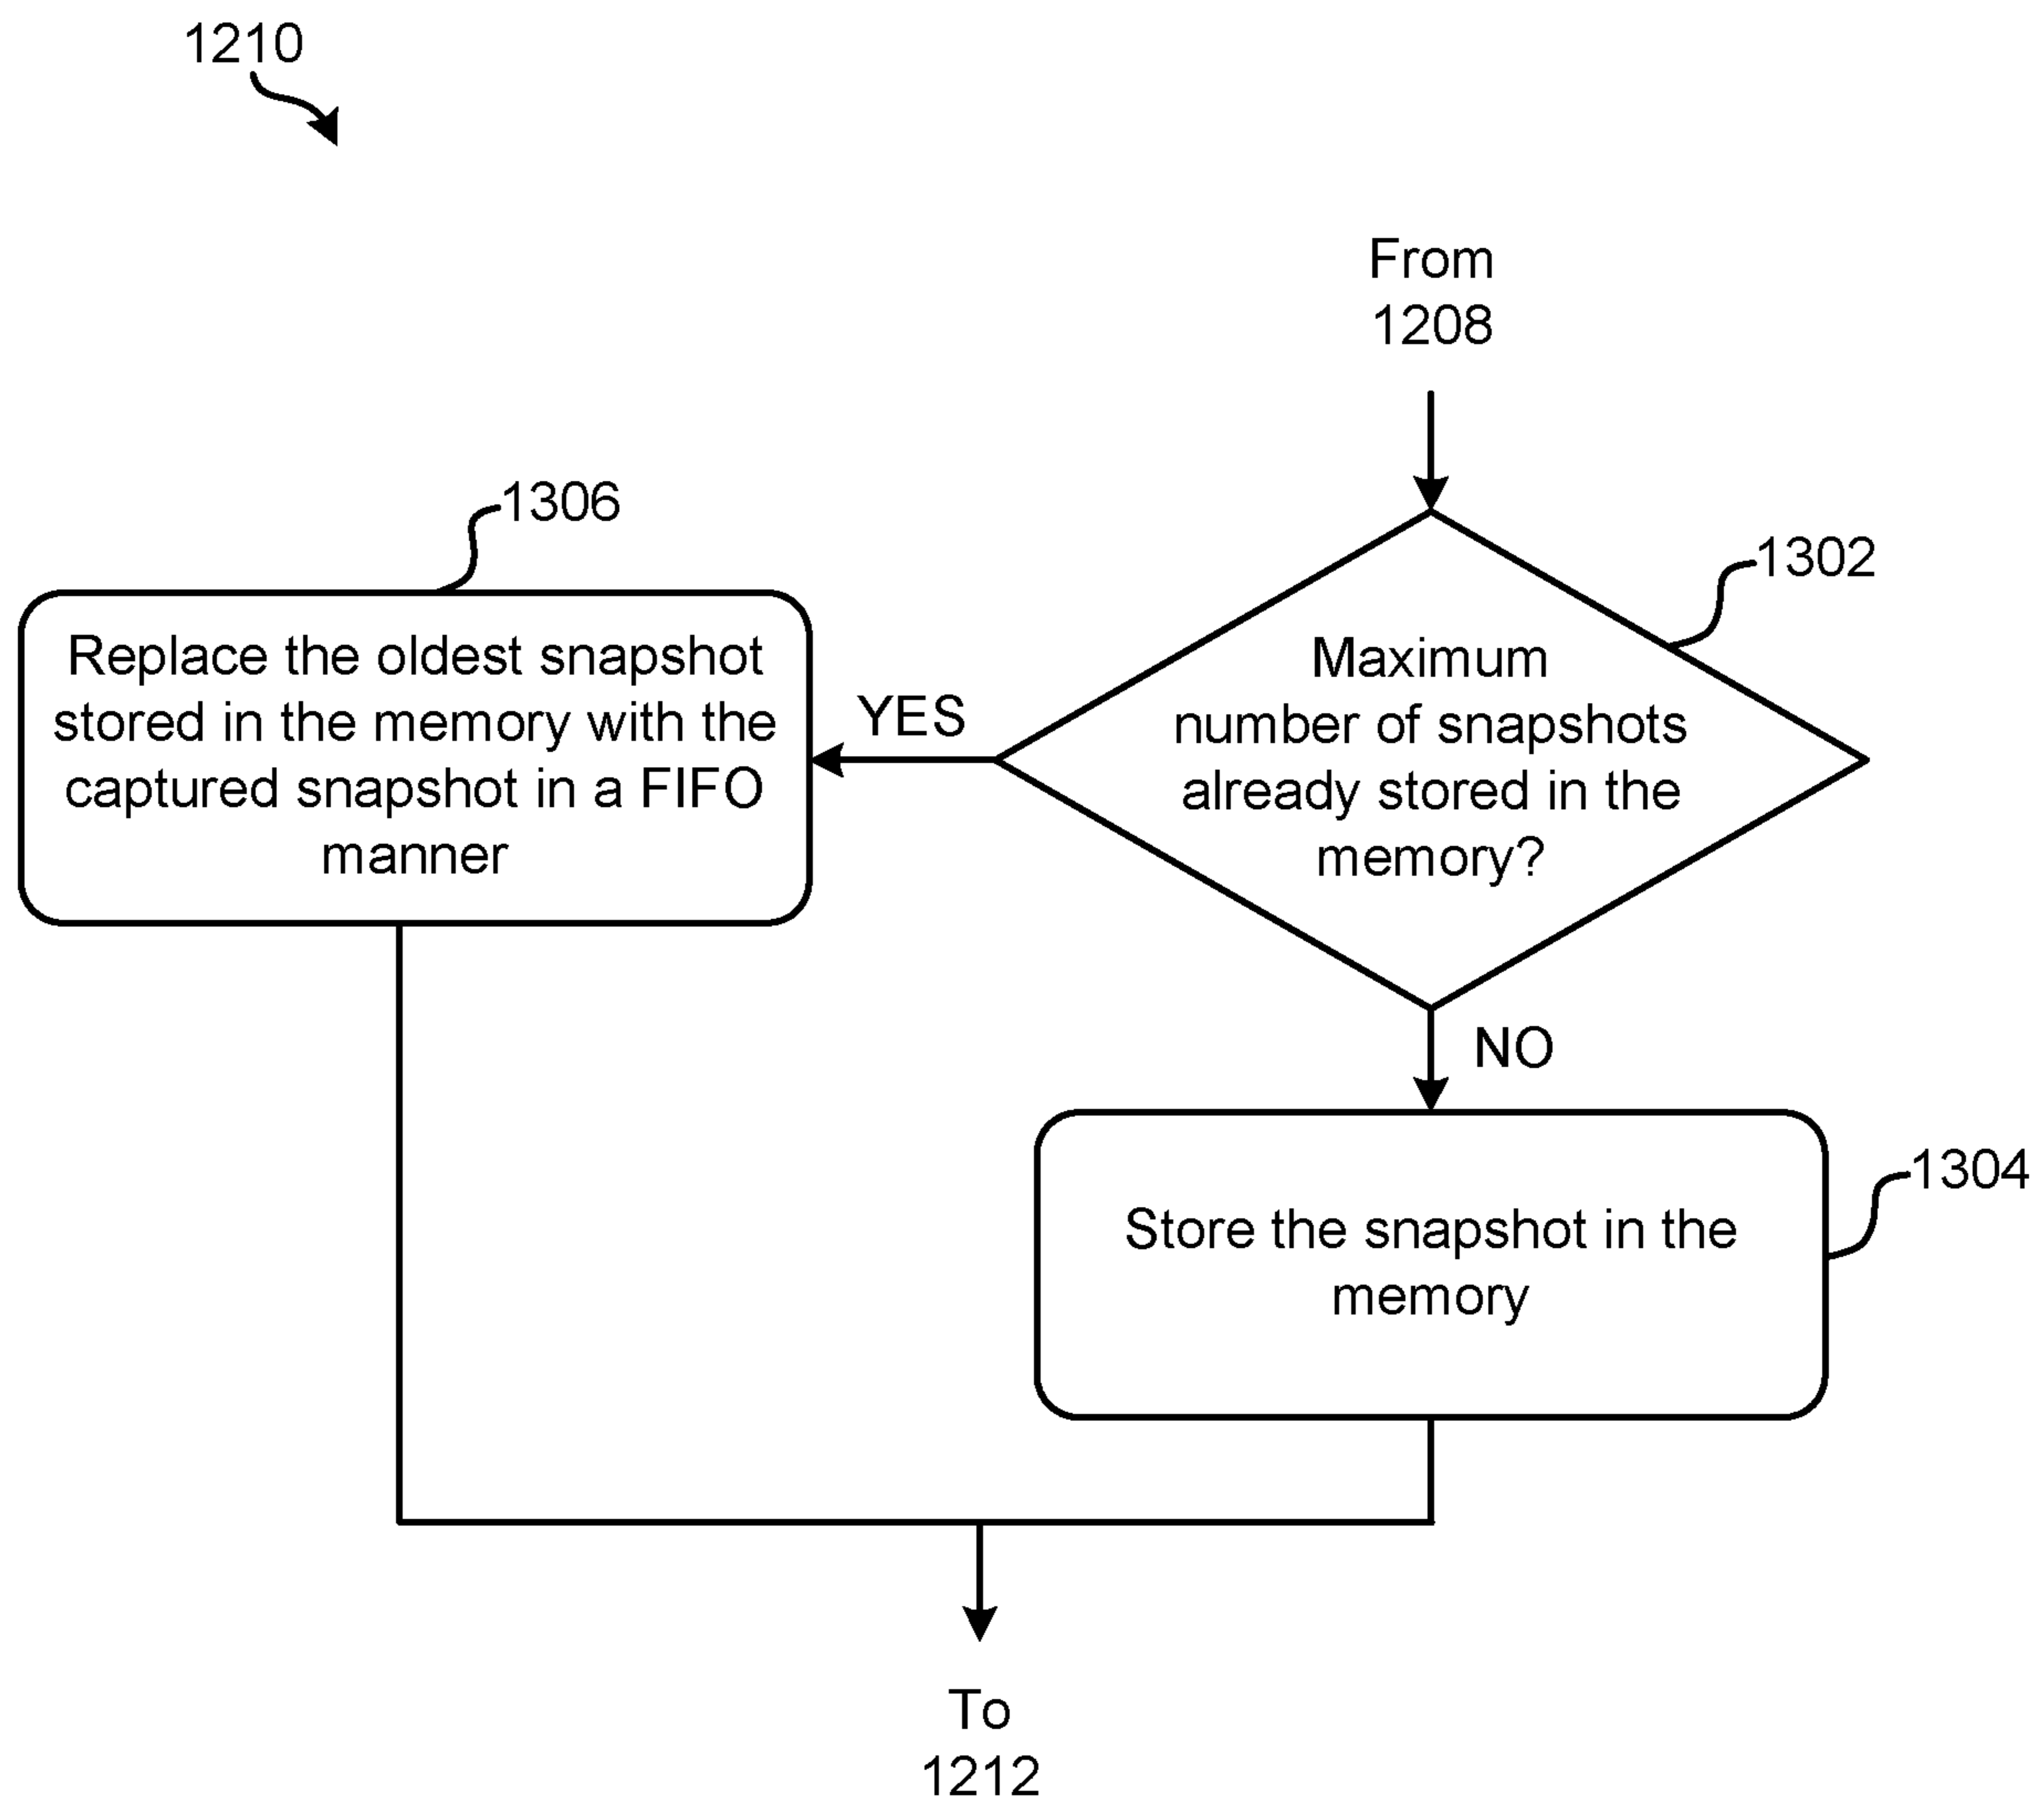 1210
From
1208
1306
1302
Replace the oldest snapshot
stored in the memory with the
captured snapshot in a FIFO
manner
YES
Maximum
number of snapshots
already stored in the
memory?
NO
1304
Store the snapshot in the
memory
To
1212